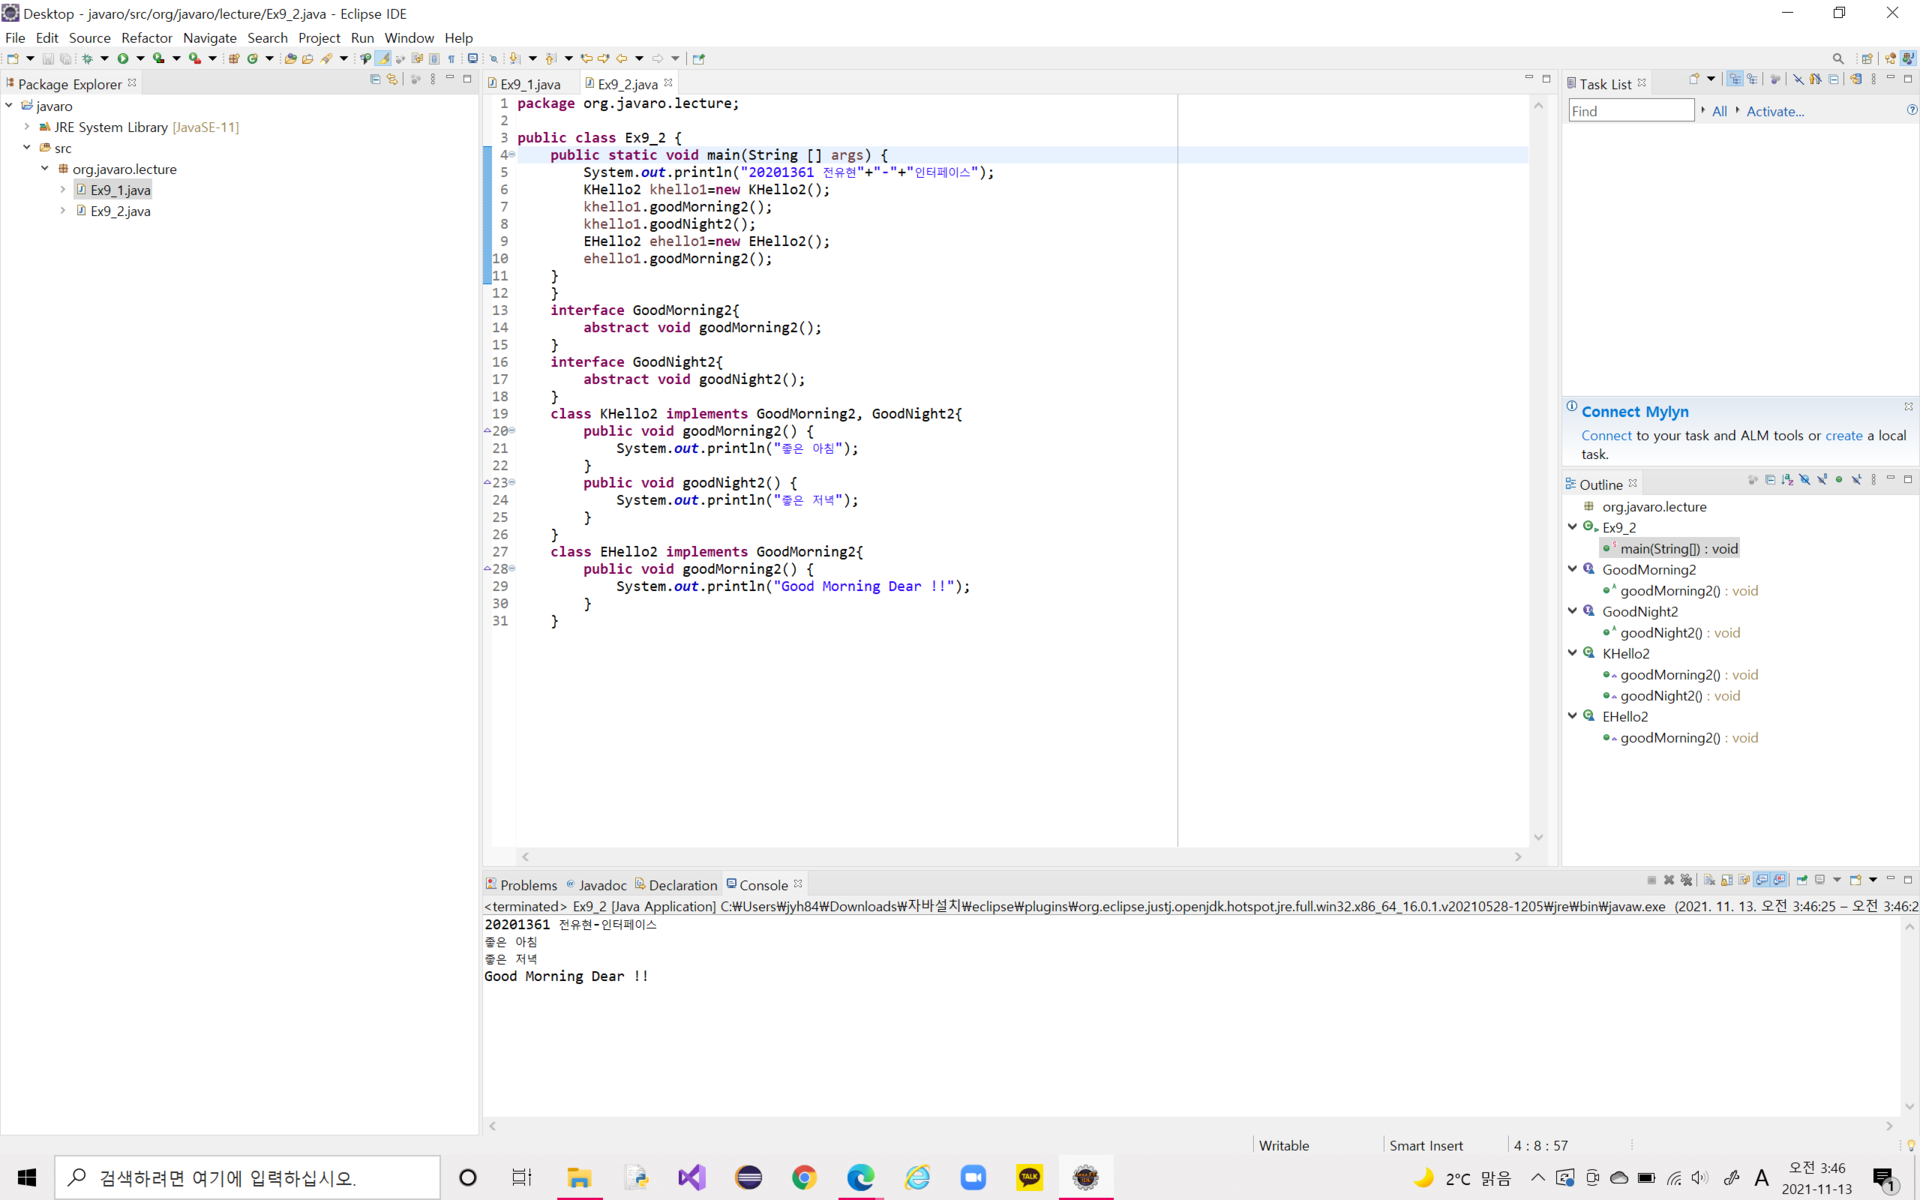 Desktop - javaro/src/org/javaro/lecture/Ex9_2.java - Eclipse IDE
File Edit Source Refactor Navigate Search Project Run Window Help
Package Explorer
javaro
JRE System Library [JavaSE-11]
src
org.javaro.lecture
Ex9_1.java
Ex9_2.java
Ex9_1.java Ex9_2.java
1 package org.javaro.lecture;
2
3 public class Ex9_2 {
4 public static void main(String [] args) {
5 System.out.println("20201361 전유현"+"-"+"인터페이스");
6 KHello2 khello1=new KHello2();
7 khello1.goodMorning2();
8 khello1.goodNight2();
9 EHello2 ehello1=new EHello2();
10 ehello1.goodMorning2();
11 }
12 }
13 interface GoodMorning2{
14 abstract void goodMorning2();
15 }
16 interface GoodNight2{
17 abstract void goodNight2();
18 }
19 class KHello2 implements GoodMorning2, GoodNight2{
20 public void goodMorning2() {
21 System.out.println("좋은 아침");
22 }
23 public void goodNight2() {
24 System.out.println("좋은 저녁");
25 }
26 }
27 class EHello2 implements GoodMorning2{
28 public void goodMorning2() {
29 System.out.println("Good Morning Dear !!");
30 }
31 }
Task List
Find All Activate...
Connect Mylyn
Connect to your task and ALM tools or create a local
task.
Outline
org.javaro.lecture
Ex9_2
main(String[]) : void
GoodMorning2
goodMorning2() : void
GoodNight2
goodNight2() : void
KHello2
goodMorning2() : void
goodNight2() : void
EHello2
goodMorning2() : void
Problems Javadoc Declaration Console
<terminated> Ex9_2 [Java Application] C:₩Users₩jyh84₩Downloads₩자바설치₩eclipse₩plugins₩org.eclipse.justj.openjdk.hotspot.jre.full.win32.x86_64_16.0.1.v20210528-1205₩jre₩bin₩javaw.exe (2021. 11. 13. 오전 3:46:25 – 오전 3:46:2
20201361 전유현-인터페이스
좋은 아침
좋은 저녁
Good Morning Dear !!
Writable Smart Insert 4 : 8 : 57
검색하려면 여기에 입력하십시오.
TALK
2°C 맑음
A
오전 3:46
2021-11-13
1